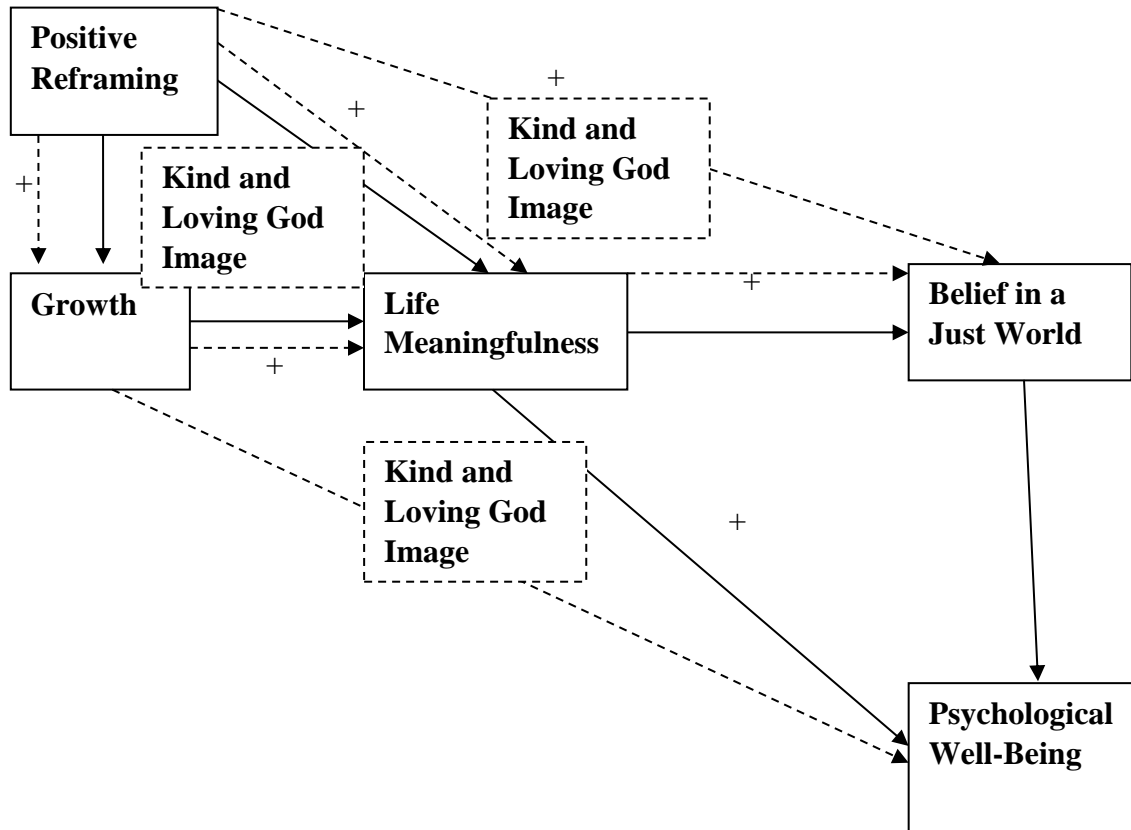 Positive
Reframing
+
+
+
Kind and
Loving God
Image
Kind and
Loving God
Image
Growth
Life
Meaningfulness
+
+
Belief in a
Just World
Kind and
Loving God
Image
+
Psychological
Well-Being